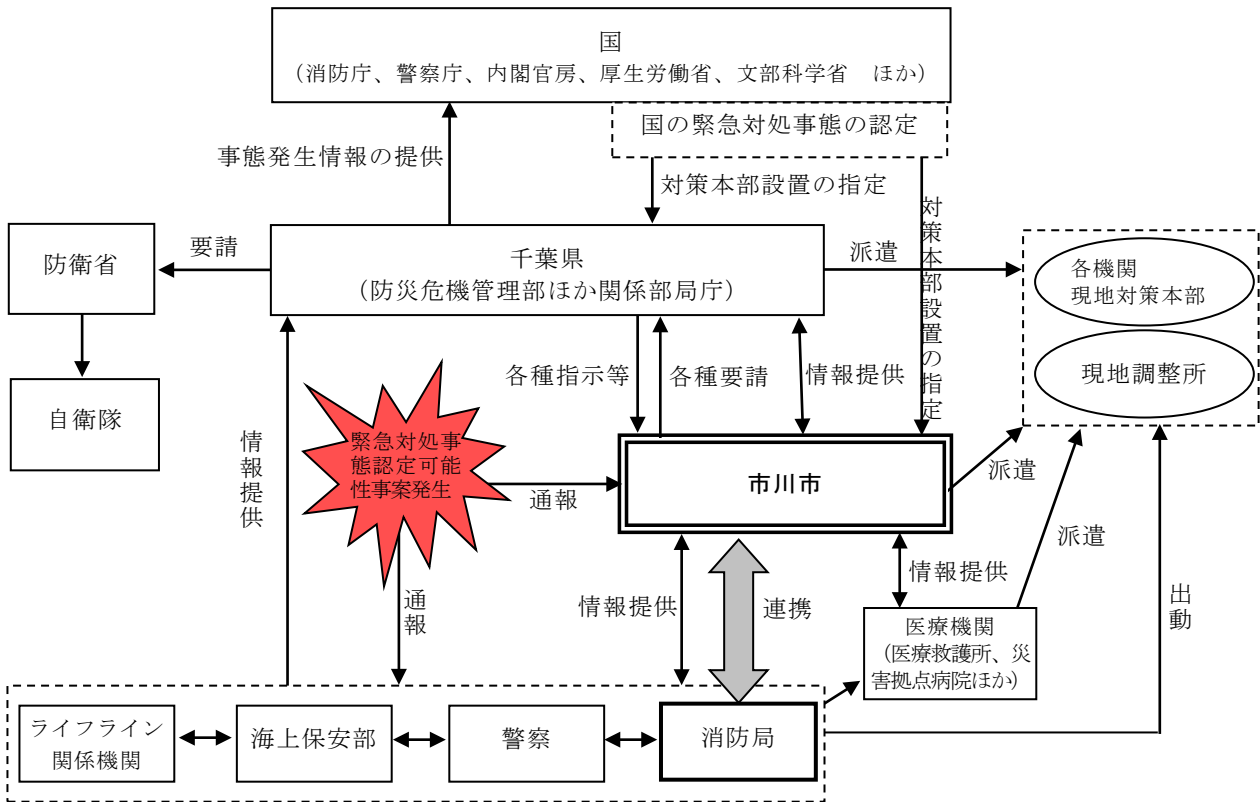 国
（消防庁、警察庁、内閣官房、厚生労働省、文部科学省　ほか）
国の緊急対処事態の認定
事態発生情報の提供
対策本部設置の指定
対策本部設置の指定
防衛省
要請
千葉県
（防災危機管理部ほか関係部局庁）
派遣
各機関
現地対策本部
現地調整所
自衛隊
各種指示等
各種要請
情報提供
情報提供
緊急対処事
態認定可能
性事案発生
通報
市川市
派遣
派遣
通報
情報提供
連携
情報提供
出動
医療機関
（医療救護所、災
害拠点病院ほか）
ライフライン
関係機関
海上保安部
警察
消防局